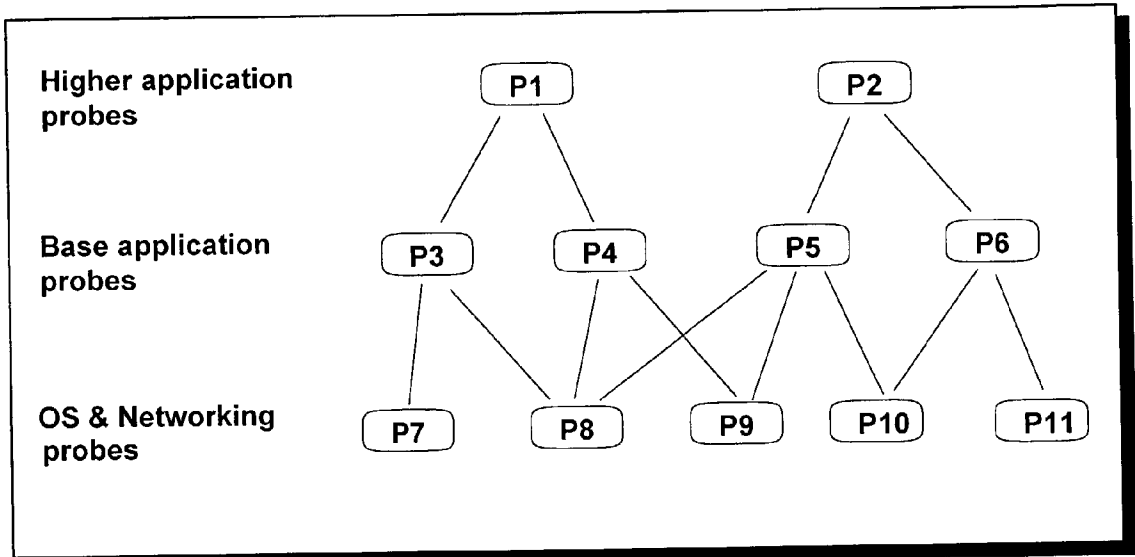 Higher application
probes
P1
P2
Base application
probes
P3
P4
P5
P6
OS & Networking
probes
P7
P8
P9
P10
P11